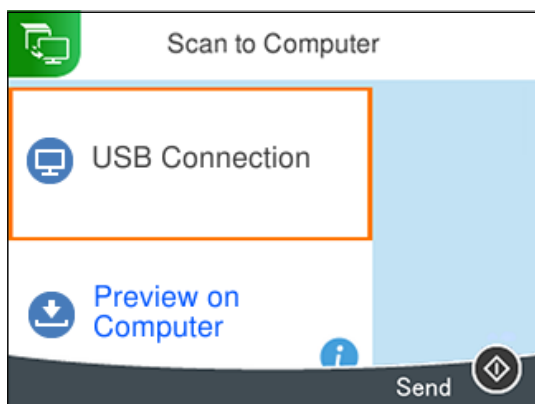 Scan to Computer
USB Connection
Preview on
Computer
i
Send